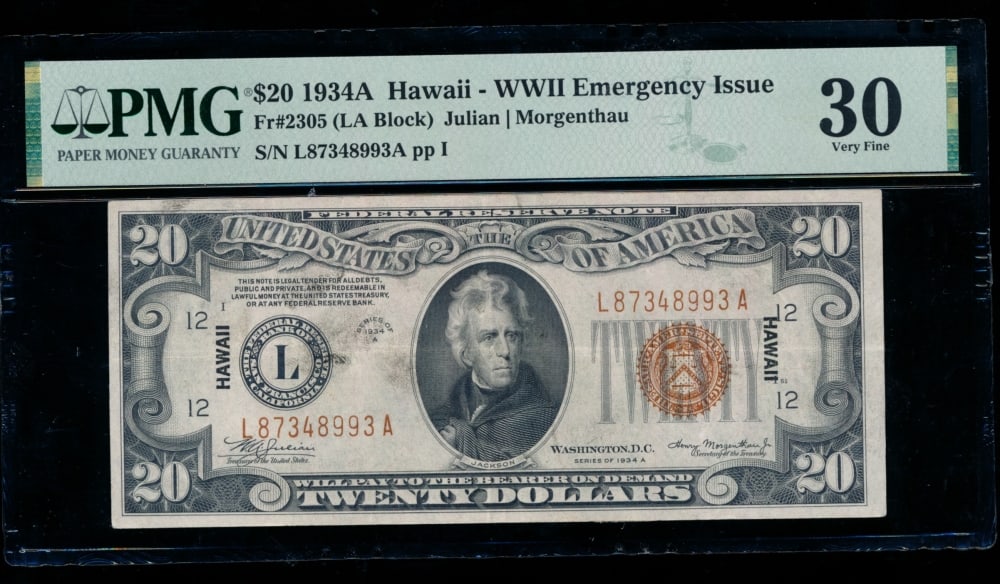 PMG®
PAPER MONEY GUARANTY
$20 1934A Hawaii - WWII Emergency Issue
Fr#2305 (LA Block) Julian | Morgenthau
S/N L87348993A pp I
30
Very Fine
FEDERAL RESERVE NOTE
20
UNITED STATES
THE
OF AMERICA
20
THIS NOTE IS LEGAL TENDER FOR ALL DEBTS,
PUBLIC AND PRIVATE, AND IS REDEEMABLE IN
LAWFUL MONEY AT THE UNITED STATES TREASURY,
OR AT ANY FEDERAL RESERVE BANK.
I
12
HAWAII
L
SERIES OF
1934
A
L87348993 A
12
HAWAII
TWENTY
12
12
L87348993 A
Treasurer of the United States.
JACKSON
WASHINGTON, D.C.
SERIES OF 1934 A
Henry Morgenthau Jr
Secretary of the Treasury.
20
WILL PAY TO THE BEARER ON DEMAND
TWENTY DOLLARS
20